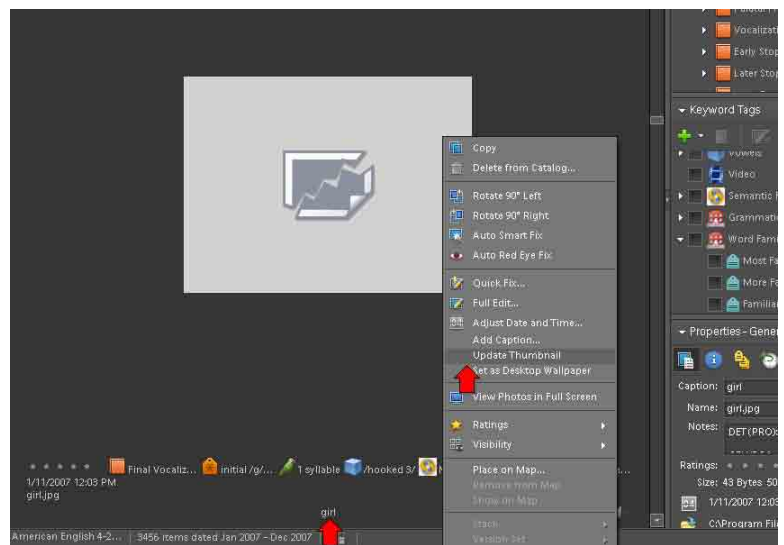 Vocalizati
Early Stop
Later Stop
Keyword Tags
Vowels
Video
Semantic F
Grammatic
Word Fami
Most Fa
More Fa
Familia
Copy
Delete from Catalog...
Rotate 90° Left
Rotate 90° Right
Auto Smart Fix
Auto Red Eye Fix
Quick Fix...
Full Edit...
Adjust Date and Time...
Add Caption...
Update Thumbnail
Set as Desktop Wallpaper
View Photos in Full Screen
Ratings
Visibility
Place on Map...
Remove from Map
Show on Map
Stack
Version Set
Properties - Gener
Caption: girl
Name: girl.jpg
Notes: DET(PRO):
Ratings:
Size: 43 Bytes 50
1/11/2007 12:03
C:\Program File
Final Vocaliz... initial /g/... 1 syllable /hooked 3/
1/11/2007 12:03 PM
girl.jpg
girl
American English 4-2... 3456 items dated Jan 2007 - Dec 2007